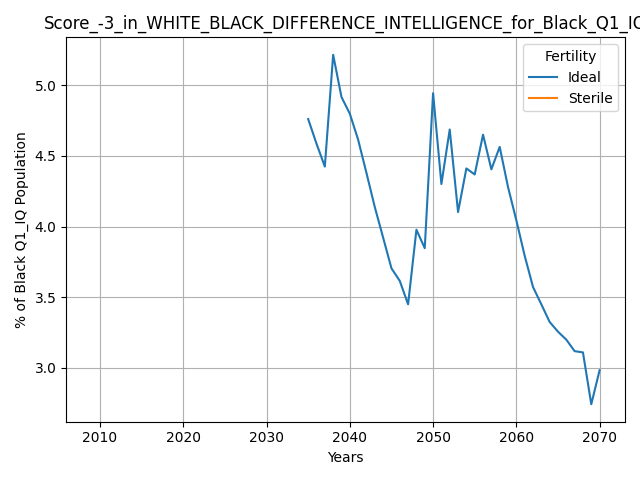 Score_-3_in_WHITE_BLACK_DIFFERENCE_INTELLIGENCE_for_Black_Q1_IQ
Fertility
Ideal
Sterile
% of Black Q1_IQ Population
5.0
4.5
4.0
3.5
3.0
2010 2020 2030 2040 2050 2060 2070
Years